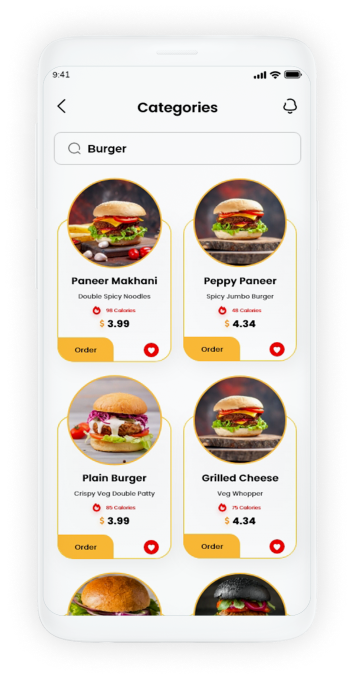 9:41
Categories
Burger
Paneer Makhani
Double Spicy Noodles
98 Calories
$ 3.99
Order
Peppy Paneer
Spicy Jumbo Burger
48 Calories
$ 4.34
Order
Plain Burger
Crispy Veg Double Patty
85 Calories
$ 3.99
Order
Grilled Cheese
Veg Whopper
75 Calories
$ 4.34
Order